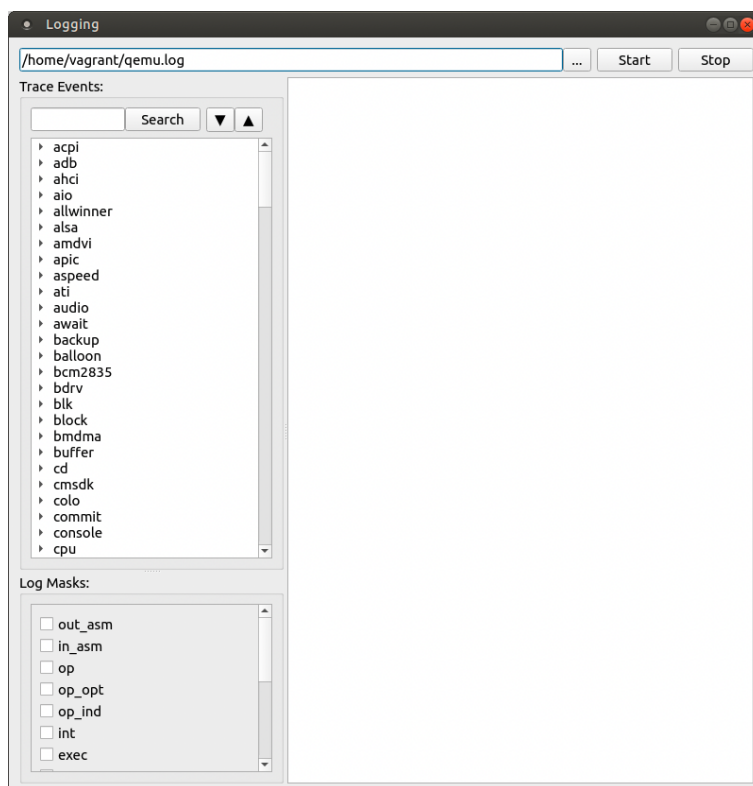 Logging
/home/vagrant/qemu.log ... Start Stop
Trace Events:
Search ▼ ▲
acpi
adb
ahci
aio
allwinner
alsa
amdvi
apic
aspeed
ati
audio
await
backup
balloon
bcm2835
bdrv
blk
block
bmdma
buffer
cd
cmsdk
colo
commit
console
cpu
Log Masks:
out_asm
in_asm
op
op_opt
op_ind
int
exec